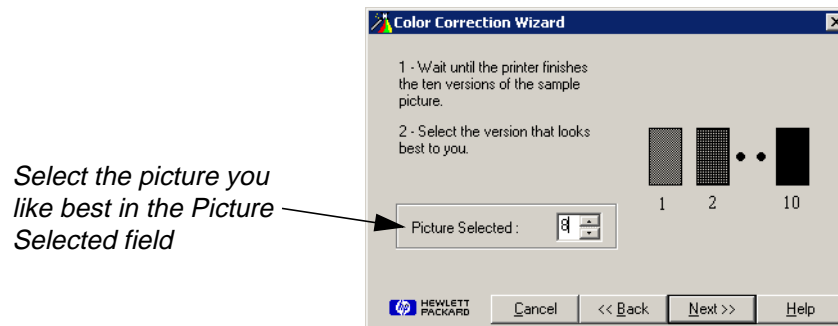 Color Correction Wizard
1 - Wait until the printer finishes
the ten versions of the sample
picture.
2 - Select the version that looks
best to you.
1 2 10
Select the picture you
like best in the Picture
Selected field
Picture Selected : 8
hp HEWLETT
PACKARD
Cancel << Back Next >> Help